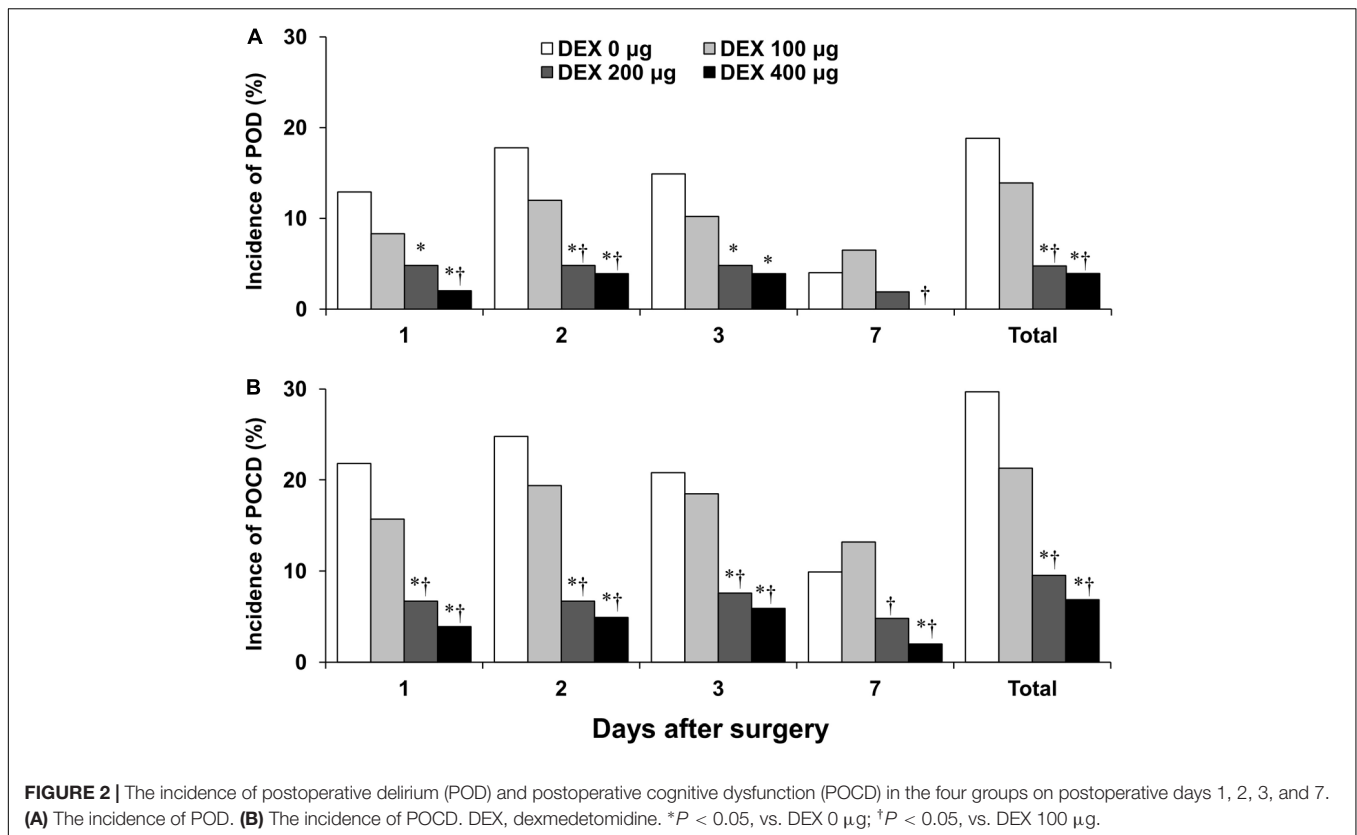 A
30
20
10
0
Incidence of POD (%)
DEX 0 µg DEX 100 µg
DEX 200 µg DEX 400 µg
* *† *† *† * * † *† *†
1 2 3 7 Total
B
30
20
10
0
Incidence of POCD (%)
*† *† *† *† *† *† † *† *† *†
1 2 3 7 Total
Days after surgery
FIGURE 2 | The incidence of postoperative delirium (POD) and postoperative cognitive dysfunction (POCD) in the four groups on postoperative days 1, 2, 3, and 7.
(A) The incidence of POD. (B) The incidence of POCD. DEX, dexmedetomidine. *P < 0.05, vs. DEX 0 µg; †P < 0.05, vs. DEX 100 µg.